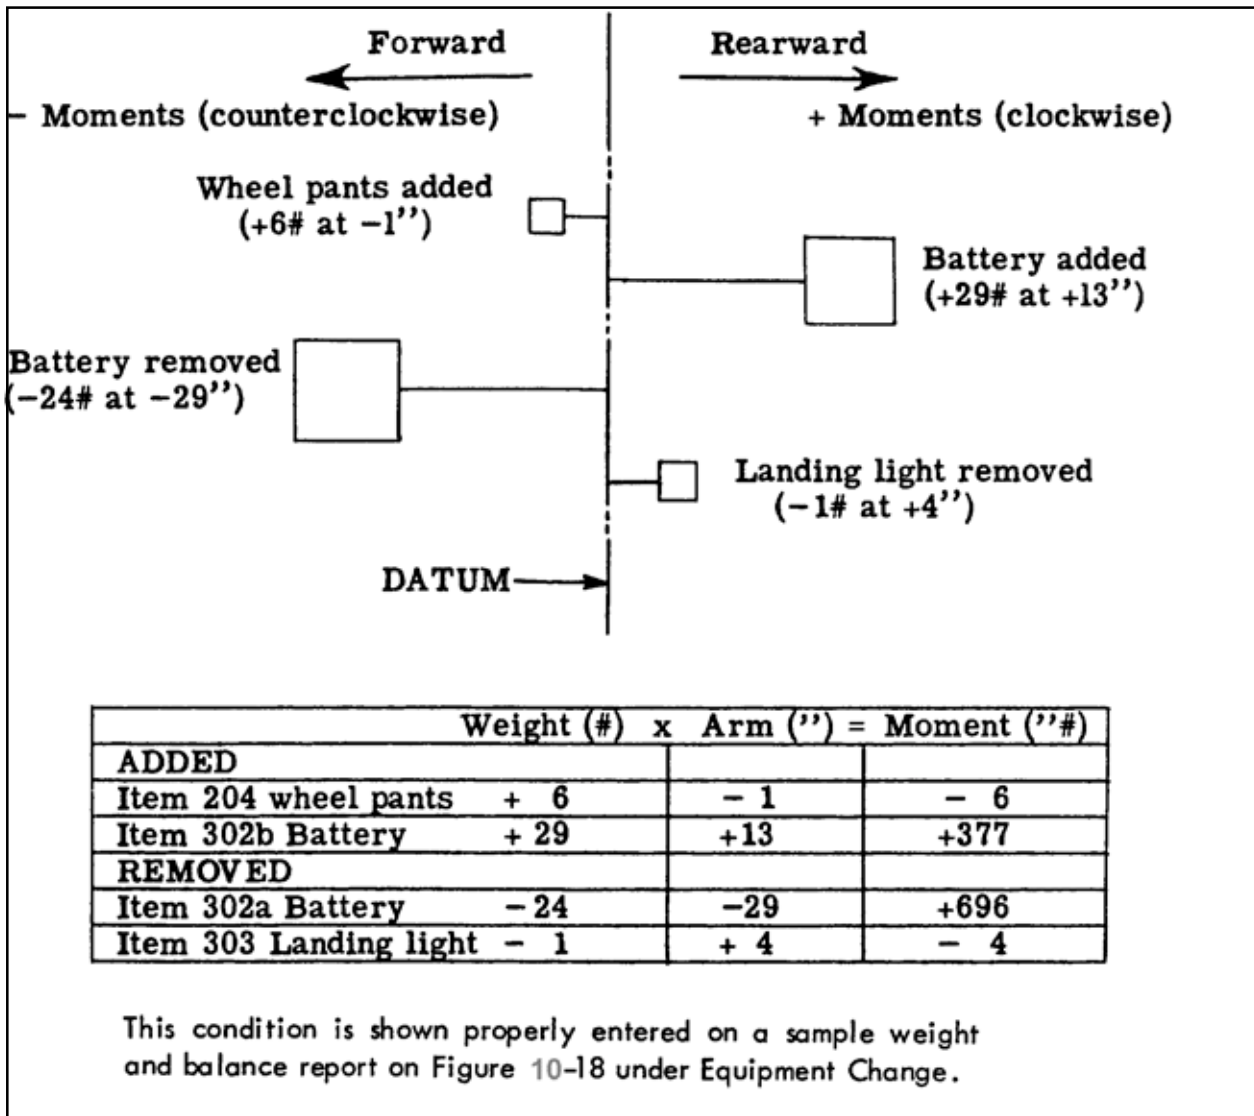 Forward
Rearward
− Moments (counterclockwise)
+ Moments (clockwise)
Wheel pants added
(+6# at −1’’)
Battery added
(+29# at +13’’)
Battery removed
(−24# at −29’’)
Landing light removed
(−1# at +4’’)
DATUM
Weight (#) x Arm (’’) = Moment (’’#)
ADDED
Item 204 wheel pants + 6 − 1 − 6
Item 302b Battery + 29 +13 +377
REMOVED
Item 302a Battery −24 −29 +696
Item 303 Landing light − 1 + 4 − 4
This condition is shown properly entered on a sample weight
and balance report on Figure 10-18 under Equipment Change.